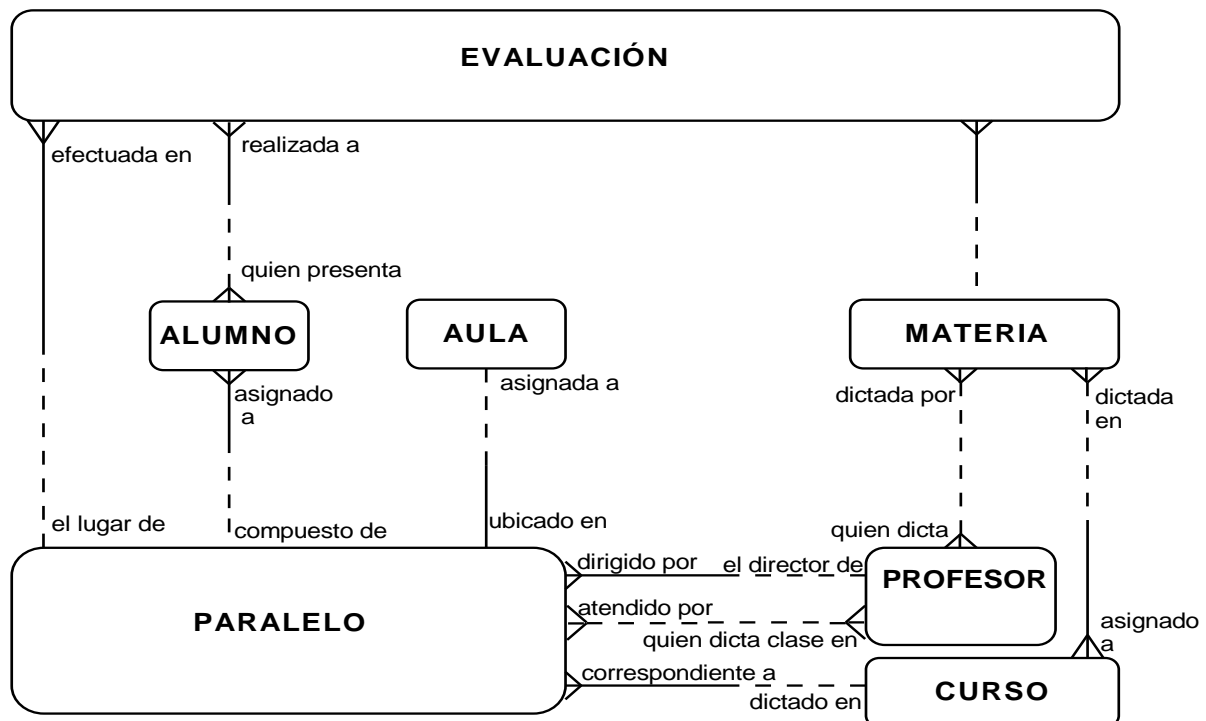 EVALUACIÓN
efectuada en
realizada a
quien presenta
ALUMNO
AULA
MATERIA
asignado
a
asignada a
dictada por
dictada
en
el lugar de
compuesto de
ubicado en
quien dicta
dirigido por
el director de
PROFESOR
PARALELO
atendido por
quien dicta clase en
asignado
a
correspondiente a
dictado en
CURSO